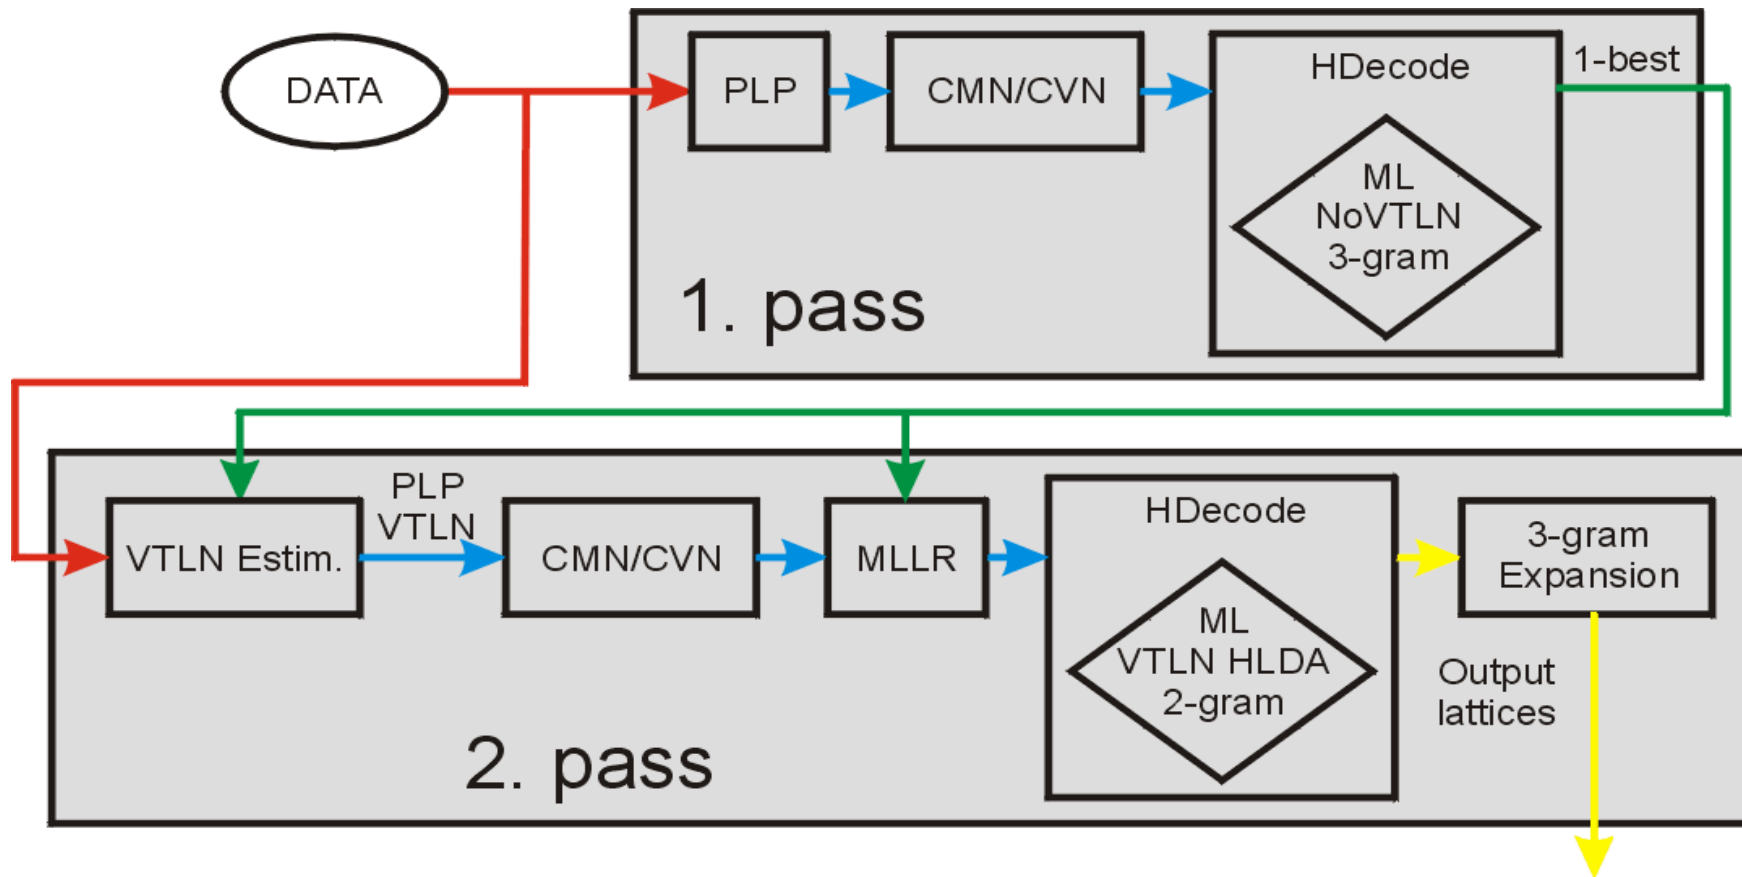 DATA
PLP
CMN/CVN
HDecode
ML
NoVTLN
3-gram
1-best
1. pass
VTLN Estim.
PLP
VTLN
CMN/CVN
MLLR
HDecode
ML
VTLN HLDA
2-gram
3-gram
Expansion
Output
lattices
2. pass